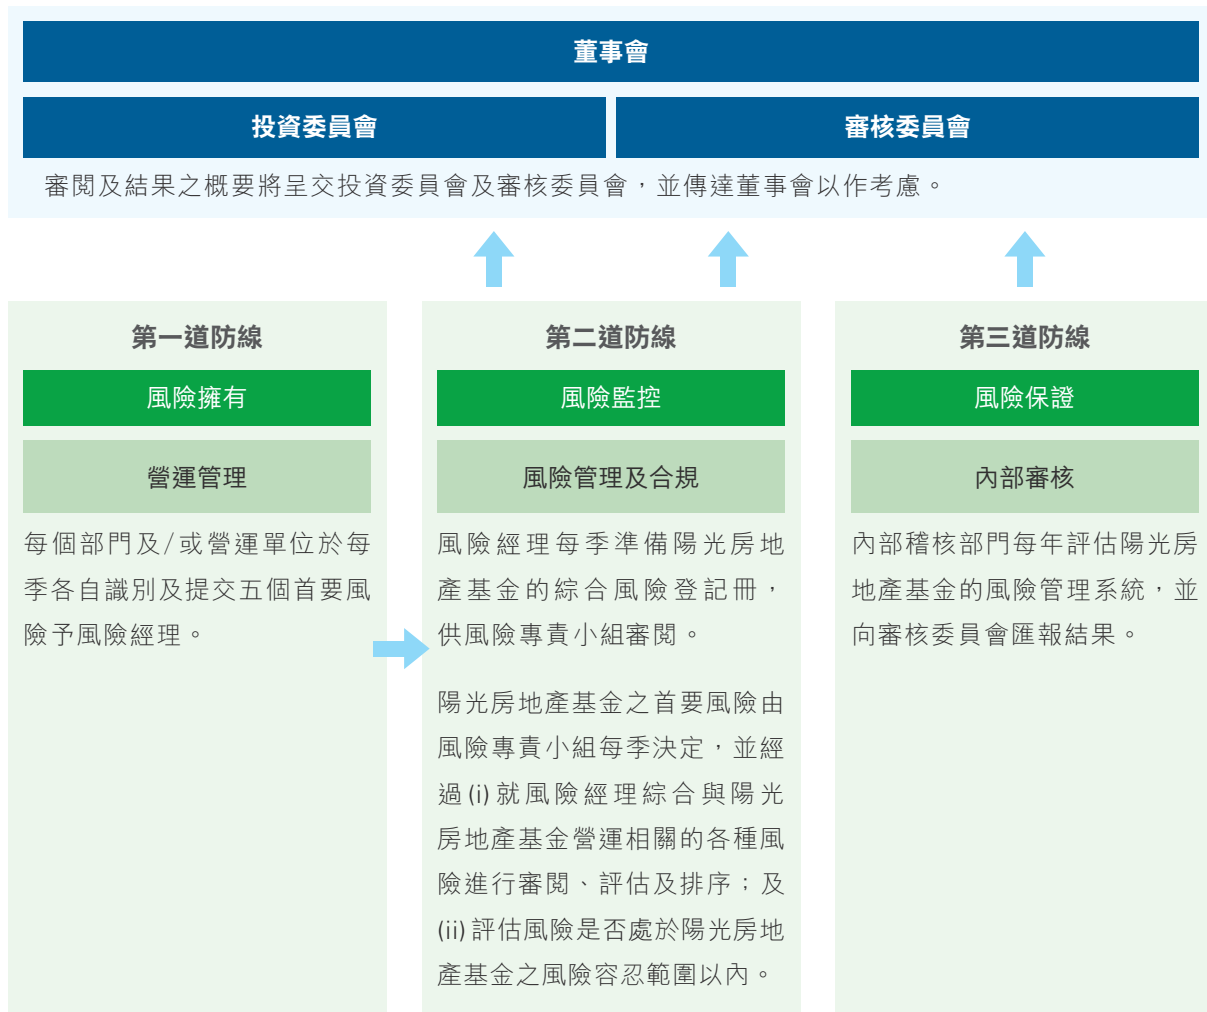 董事會
投資委員會
審核委員會
審閱及結果之概要將呈交投資委員會及審核委員會，並傳達董事會以作考慮。
第一道防線
風險擁有
營運管理
每個部門及/或營運單位於每
季各自識別及提交五個首要風
險予風險經理。
第二道防線
風險監控
風險管理及合規
風險經理每季準備陽光房地
產基金的綜合風險登記冊，
供風險專責小組審閱。
陽光房地產基金之首要風險由
風險專責小組每季決定，並經
過(i)就風險經理綜合與陽光
房地產基金營運相關的各種風
險進行審閱、評估及排序；及
(ii)評估風險是否處於陽光房地
產基金之風險容忍範圍以內。
第三道防線
風險保證
內部審核
內部稽核部門每年評估陽光房
地產基金的風險管理系統，並
向審核委員會匯報結果。